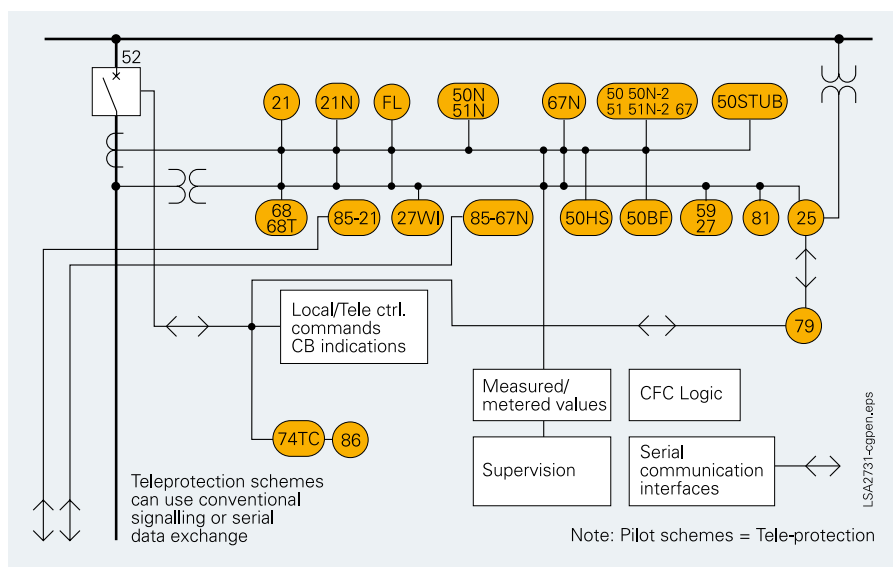 52
21
21N
FL
50N
51N
67N
50 50N-2
51 51N-2 67
50STUB
68
68T
85-21
27WI
85-67N
50HS
50BF
59
27
81
25
79
Local/Tele ctrl.
commands
CB indications
Measured/
metered values
CFC Logic
74TC
86
Supervision
Serial
communication
interfaces
Teleprotection schemes
can use conventional
signalling or serial
data exchange
Note: Pilot schemes = Tele-protection
LSA2731-cgpen.eps